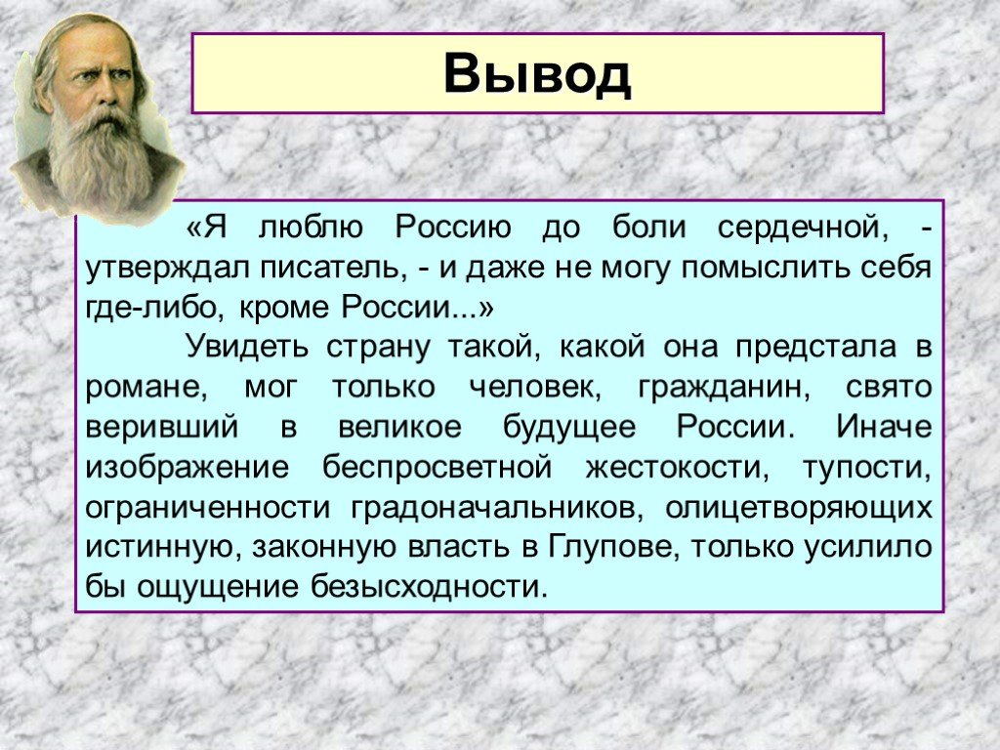 Вывод
«Я люблю Россию до боли сердечной, -
утверждал писатель, - и даже не могу помыслить себя
где-либо, кроме России...»
Увидеть страну такой, какой она предстала в
романе, мог только человек, гражданин, свято
веривший в великое будущее России. Иначе
изображение беспросветной жестокости, тупости,
ограниченности градоначальников, олицетворяющих
истинную, законную власть в Глупове, только усилило
бы ощущение безысходности.